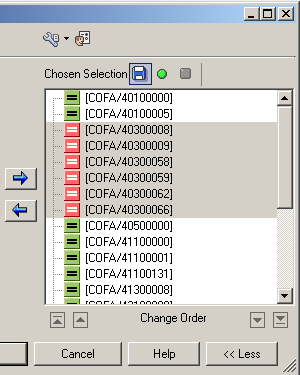 Chosen Selection
[COFA/40100000]
[COFA/40100005]
[COFA/40300008]
[COFA/40300009]
[COFA/40300058]
[COFA/40300059]
[COFA/40300062]
[COFA/40300066]
[COFA/40500000]
[COFA/41100000]
[COFA/41100001]
[COFA/41100131]
[COFA/41300008]
Change Order
Cancel
Help
<< Less